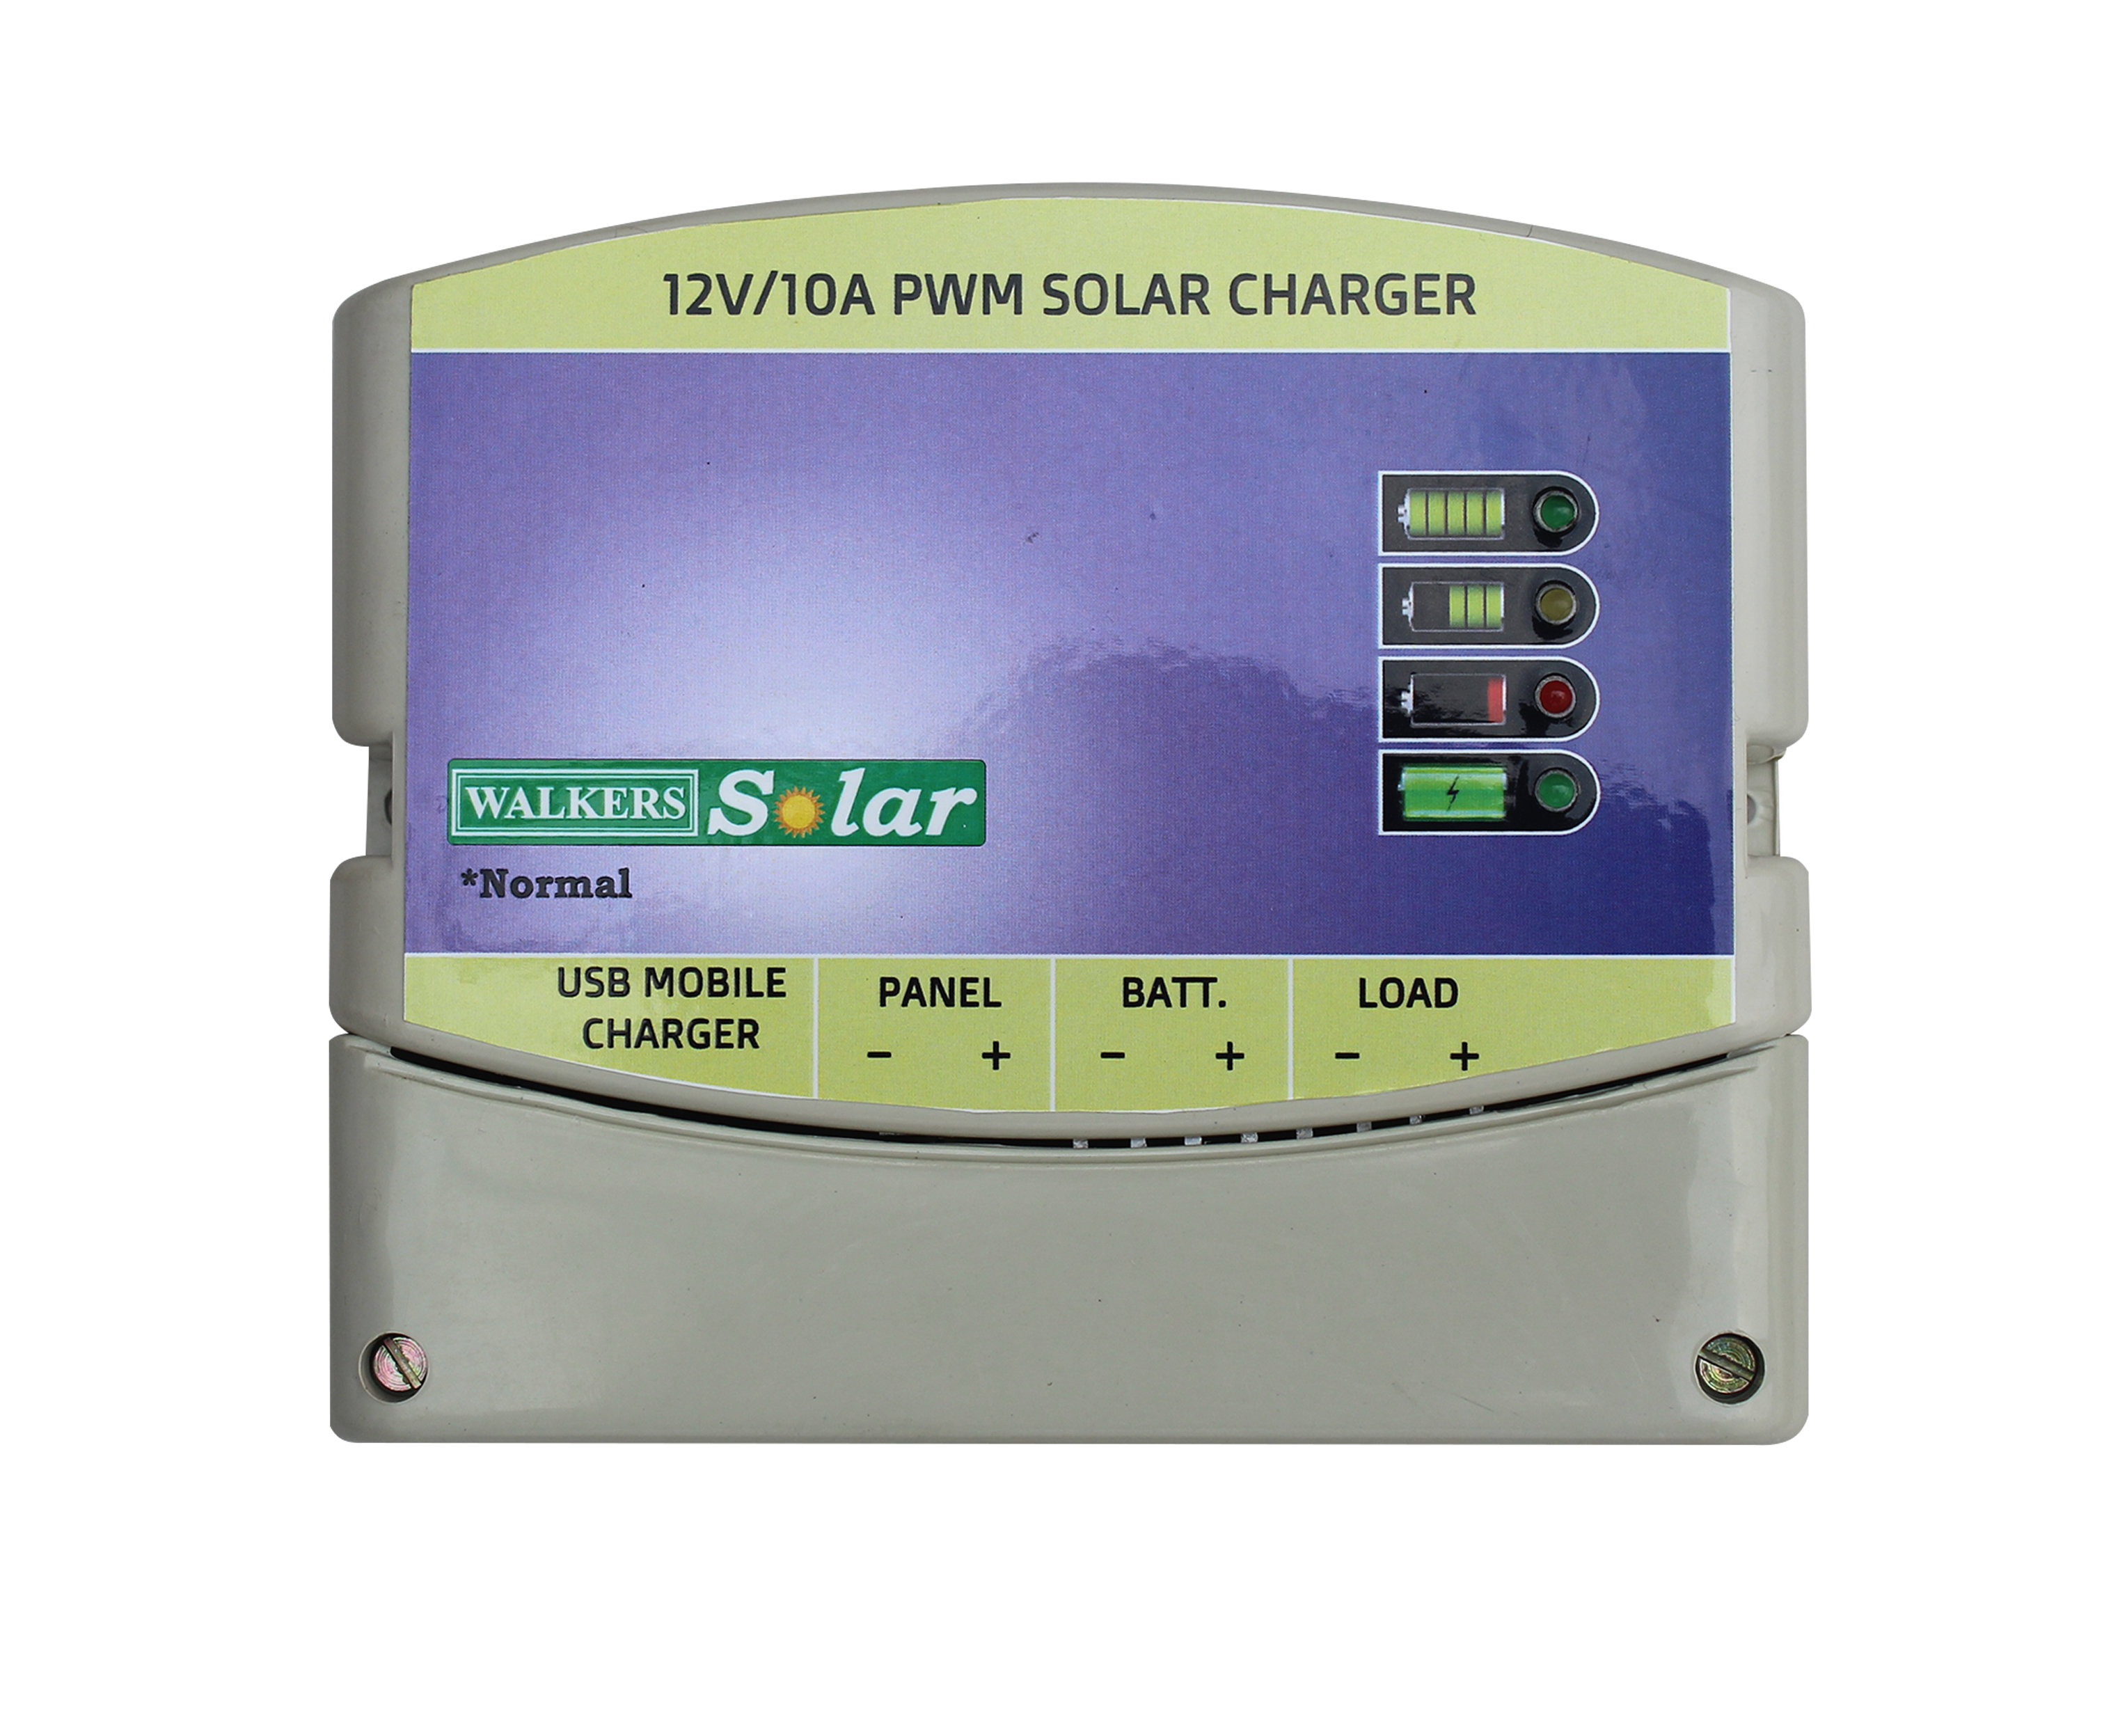 12V/10A PWM SOLAR CHARGER
WALKERS Solar
*Normal
USB MOBILE
CHARGER
PANEL
- +
BATT.
- +
LOAD
- +